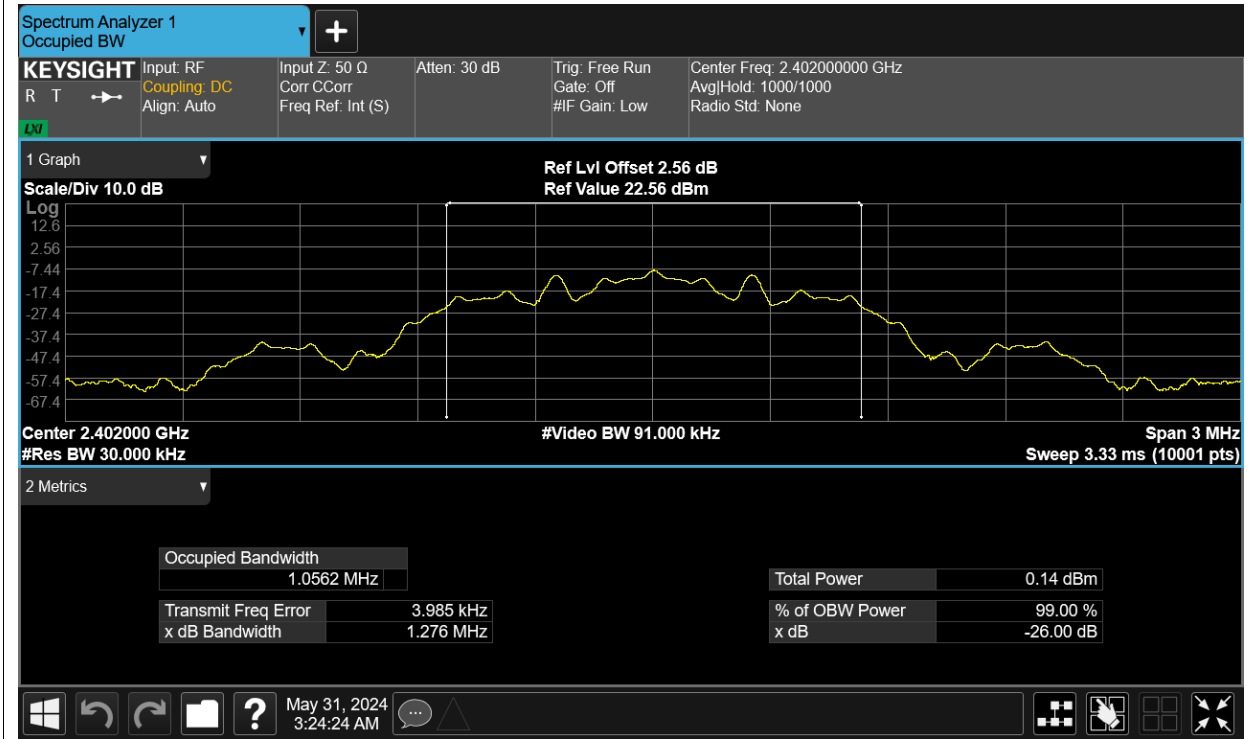 Spectrum Analyzer 1
Occupied BW
KEYSIGHT
R T
LXI
Input: RF
Coupling: DC
Align: Auto
Input Z: 50 Ω
Corr CCorr
Freq Ref: Int (S)
Atten: 30 dB
Trig: Free Run
Gate: Off
#IF Gain: Low
Center Freq: 2.402000000 GHz
Avg|Hold: 1000/1000
Radio Std: None
1 Graph
Scale/Div 10.0 dB
Ref Lvl Offset 2.56 dB
Ref Value 22.56 dBm
Log
12.6
2.56
-7.44
-17.4
-27.4
-37.4
-47.4
-57.4
-67.4
Center 2.402000 GHz
#Video BW 91.000 kHz
Span 3 MHz
#Res BW 30.000 kHz
Sweep 3.33 ms (10001 pts)
2 Metrics
Occupied Bandwidth
1.0562 MHz
Total Power 0.14 dBm
Transmit Freq Error 3.985 kHz
% of OBW Power 99.00 %
x dB Bandwidth 1.276 MHz
x dB -26.00 dB
?
May 31, 2024
3:24:24 AM